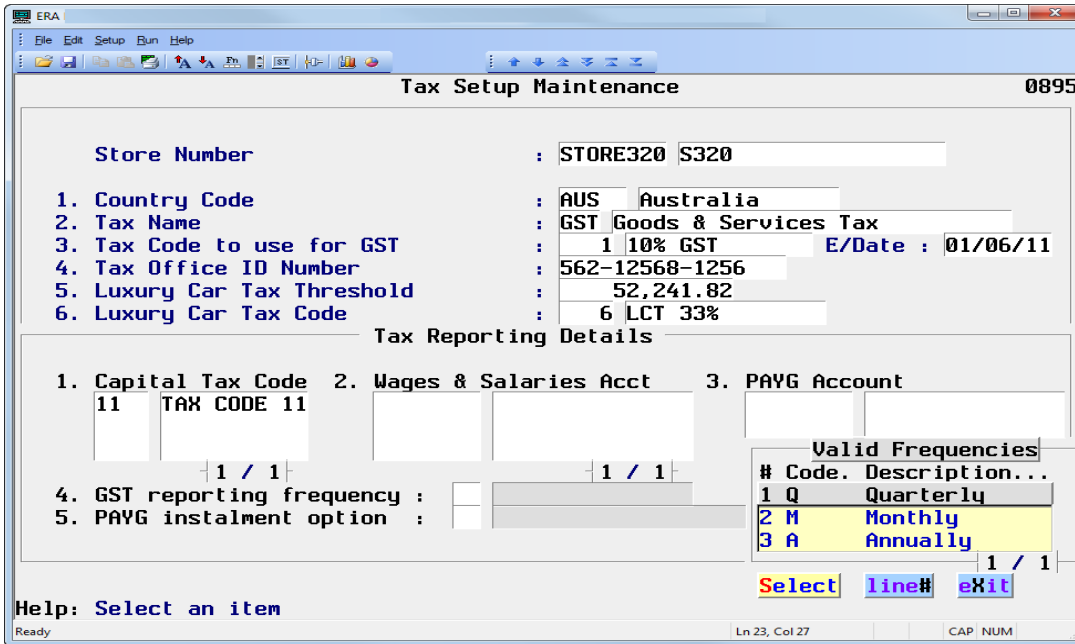 ERA
File Edit Setup Run Help
Tax Setup Maintenance 0895
Store Number : STORE320 S320
1. Country Code : AUS Australia
2. Tax Name : GST Goods & Services Tax
3. Tax Code to use for GST : 1 10% GST E/Date : 01/06/11
4. Tax Office ID Number : 562-12568-1256
5. Luxury Car Tax Threshold : 52,241.82
6. Luxury Car Tax Code : 6 LCT 33%
Tax Reporting Details
1. Capital Tax Code 2. Wages & Salaries Acct 3. PAYG Account
11 TAX CODE 11
1 / 1 1 / 1
4. GST reporting frequency :
5. PAYG instalment option :
Valid Frequencies
# Code. Description...
1 Q Quarterly
2 M Monthly
3 A Annually
1 / 1
Select line# eXit
Help: Select an item
Ready Ln 23, Col 27 CAP NUM